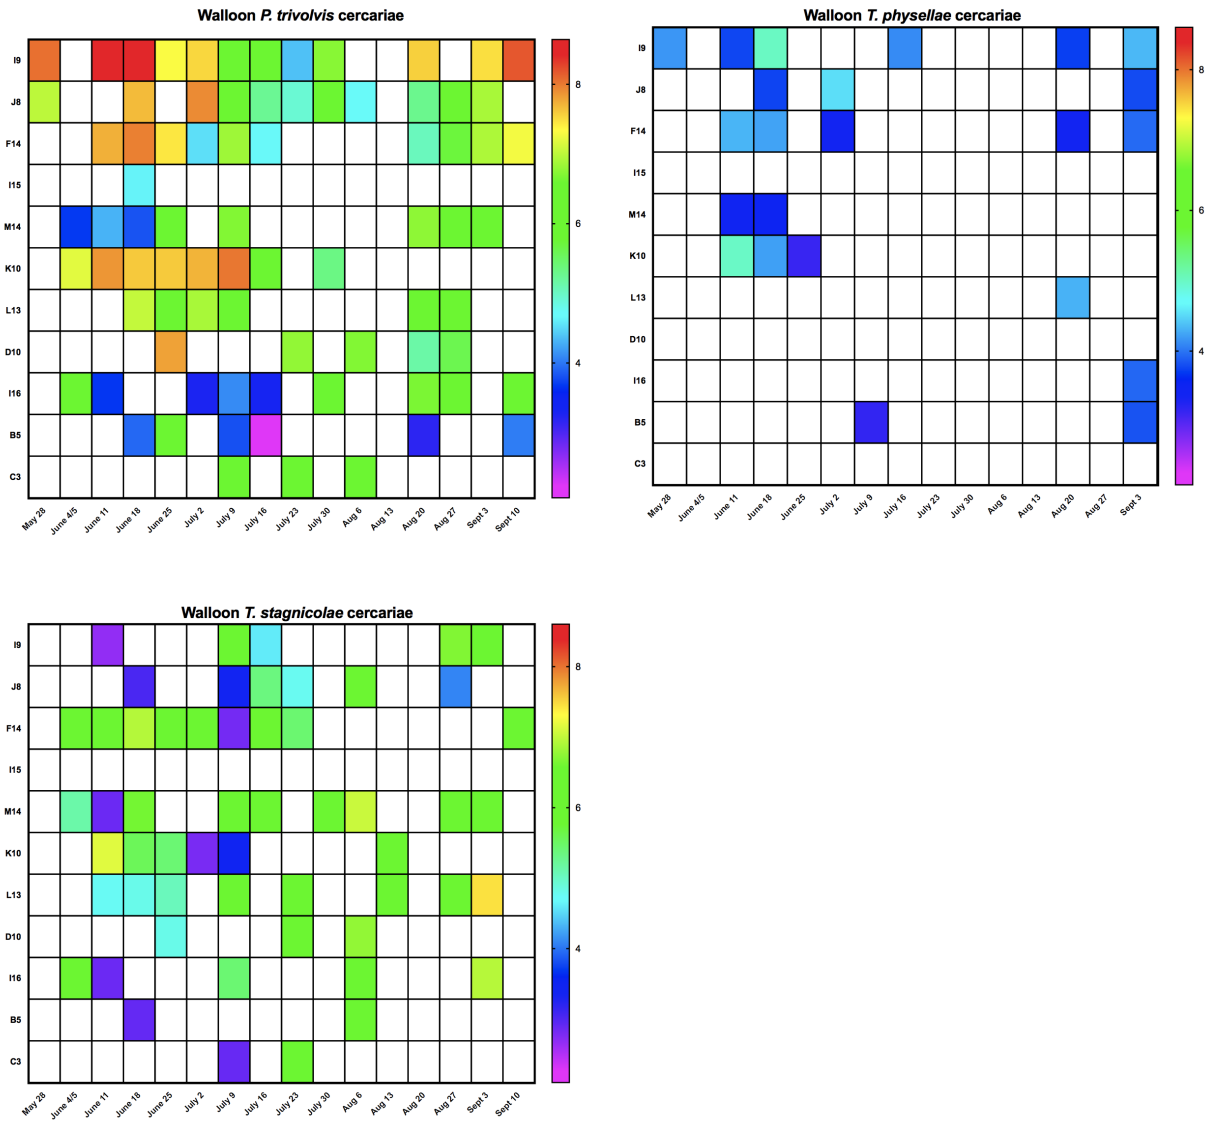 Walloon P. trivolvis cercariae
I9
J8
F14
I15
M14
K10
L13
D10
I16
B5
C3
May 28
June 4/5
June 11
June 18
June 25
July 2
July 9
July 16
July 23
July 30
Aug 6
Aug 13
Aug 20
Aug 27
Sept 3
Sept 10
8
6
4
Walloon T. physellae cercariae
I9
J8
F14
I15
M14
K10
L13
D10
I16
B5
C3
May 28
June 4/5
June 11
June 18
June 25
July 2
July 9
July 16
July 23
July 30
Aug 6
Aug 13
Aug 20
Aug 27
Sept 3
8
6
4
Walloon T. stagnicolae cercariae
I9
J8
F14
I15
M14
K10
L13
D10
I16
B5
C3
May 28
June 4/5
June 11
June 18
June 25
July 2
July 9
July 16
July 23
July 30
Aug 6
Aug 13
Aug 20
Aug 27
Sept 3
Sept 10
8
6
4